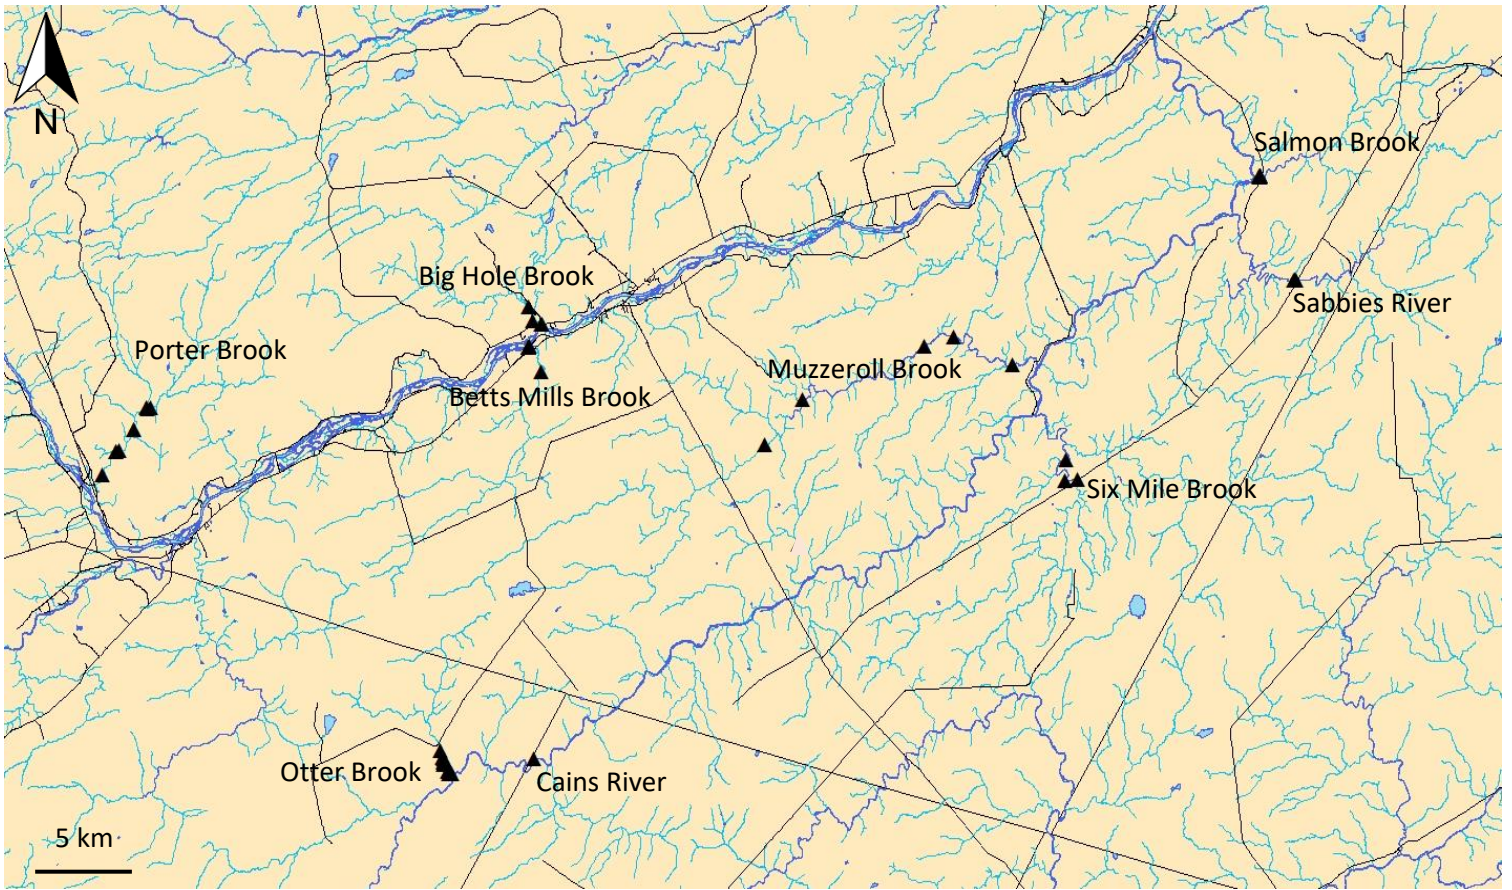 N
Salmon Brook
Big Hole Brook
Sabbies River
Porter Brook
Muzzeroll Brook
Betts Mills Brook
Six Mile Brook
Otter Brook
Cains River
5 km